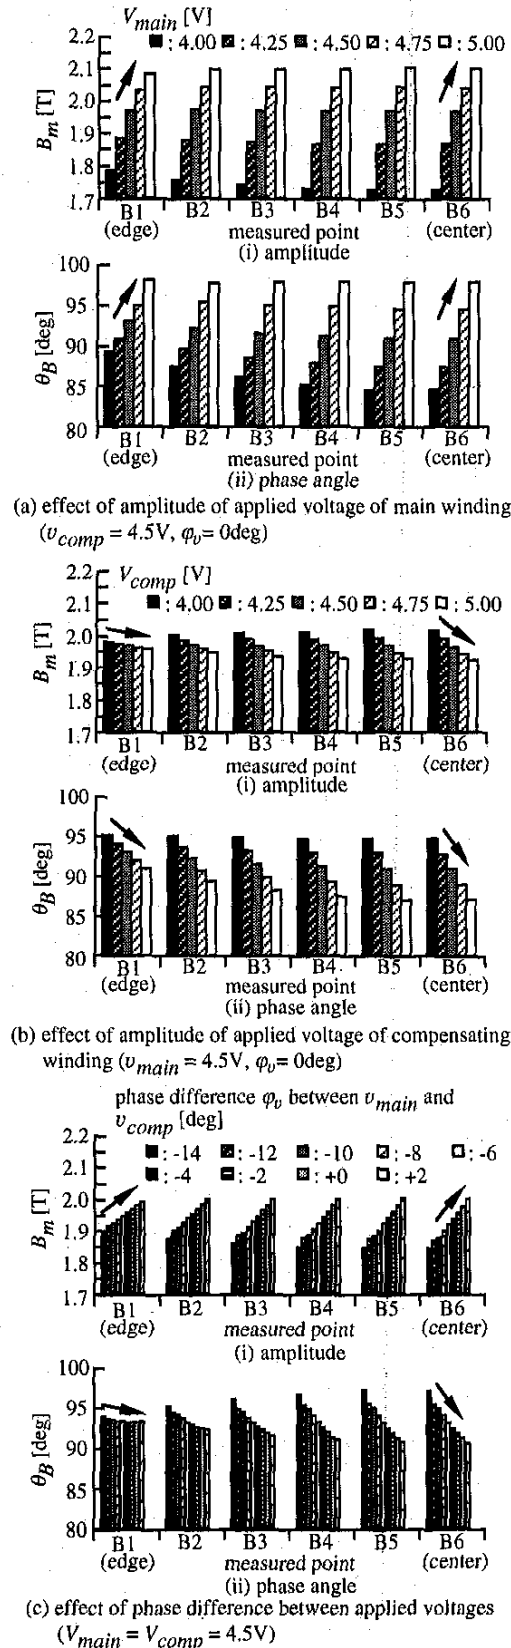 V_main [V]
: 4.00 : 4.25 : 4.50 : 4.75 : 5.00
2.2
2.1
2.0
1.9
1.8
1.7
B_m [T]
B1 B2 B3 B4 B5 B6
(edge) measured point (center)
(i) amplitude
100
95
90
85
80
θ_B [deg]
B1 B2 B3 B4 B5 B6
(edge) measured point (center)
(ii) phase angle
(a) effect of amplitude of applied voltage of main winding
(υ_comp = 4.5V, φ_υ = 0deg)
V_comp [V]
: 4.00 : 4.25 : 4.50 : 4.75 : 5.00
2.2
2.1
2.0
1.9
1.8
1.7
B_m [T]
B1 B2 B3 B4 B5 B6
(edge) measured point (center)
(i) amplitude
100
95
90
85
80
θ_B [deg]
B1 B2 B3 B4 B5 B6
(edge) measured point (center)
(ii) phase angle
(b) effect of amplitude of applied voltage of compensating
winding (υ_main = 4.5V, φ_υ= 0deg)
phase difference φ_υ between υ_main and
υ_comp [deg]
: -14 : -12 : -10 : -8 : -6
: -4 : -2 : +0 : +2
2.2
2.1
2.0
1.9
1.8
1.7
B_m [T]
B1 B2 B3 B4 B5 B6
(edge) measured point (center)
(i) amplitude
100
95
90
85
80
θ_B [deg]
B1 B2 B3 B4 B5 B6
(edge) measured point (center)
(ii) phase angle
(c) effect of phase difference between applied voltages
(V_main = V_comp = 4.5V)